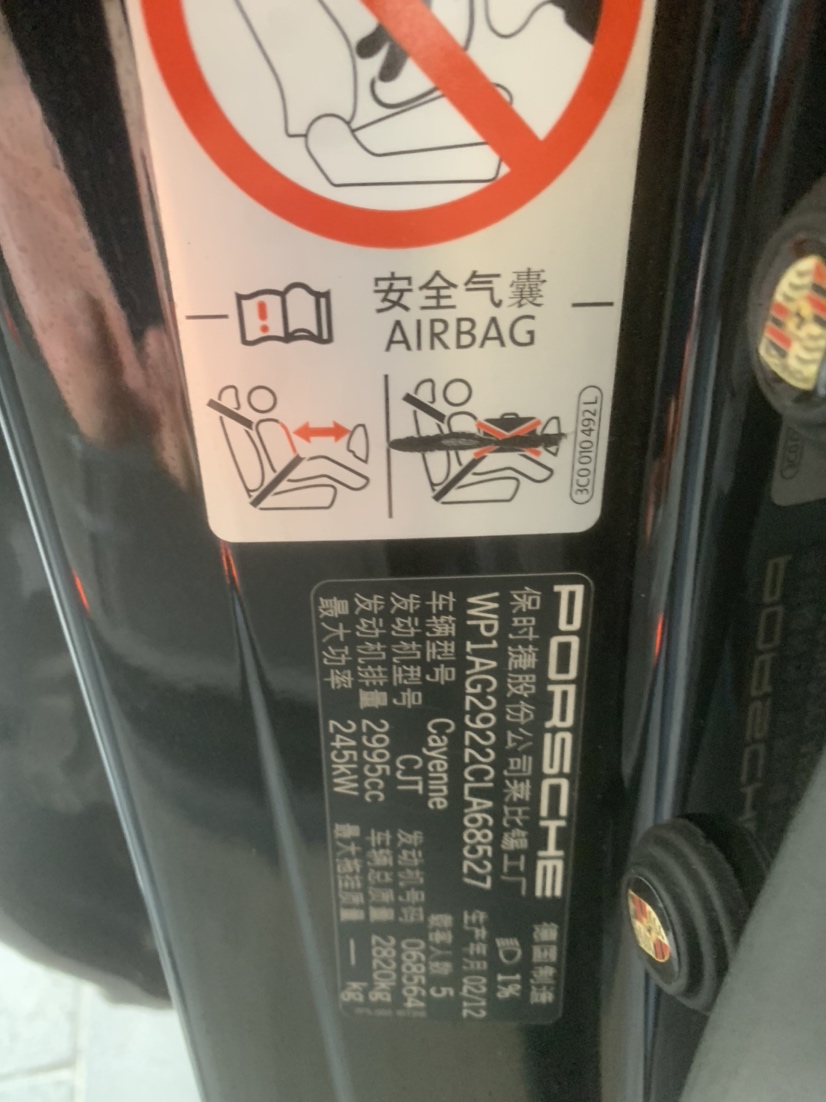 安全气囊
AIRBAG
3C0 010 492 L
PORSCHE 德国制造
保时捷股份公司莱比锡工厂 1%
WP1AG2922CLA68527 生产年月 02/12
车辆型号 Cayenne 载客人数 5
发动机型号 CJT 发动机号码 068564
发动机排量 2995cc 车辆总质量 2820kg
最大功率 245kW 最大拖挂质量 — kg
PORSCHE